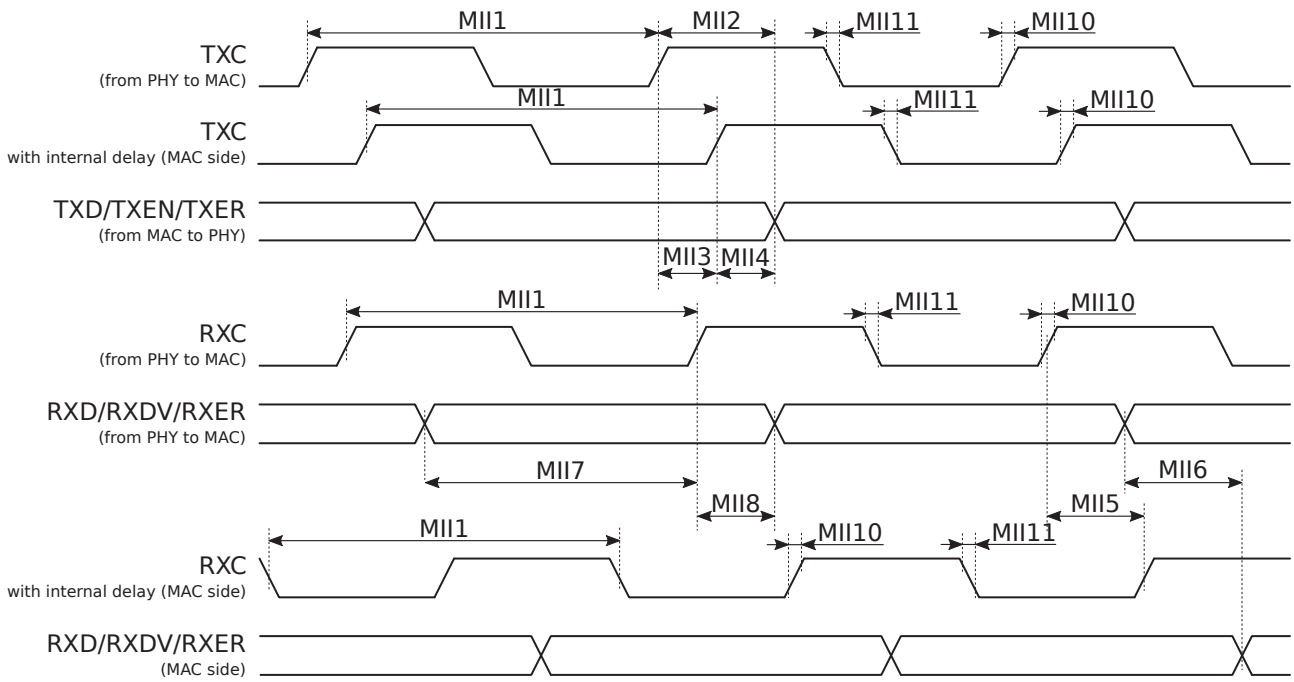 MII1
MII2
MII11
MII10
TXC
(from PHY to MAC)
MII1
MII11
MII10
TXC
with internal delay (MAC side)
TXD/TXEN/TXER
(from MAC to PHY)
MII3
MII4
MII1
MII11
MII10
RXC
(from PHY to MAC)
RXD/RXDV/RXER
(from PHY to MAC)
MII7
MII6
MII8
MII5
MII1
MII10
MII11
RXC
with internal delay (MAC side)
RXD/RXDV/RXER
(MAC side)